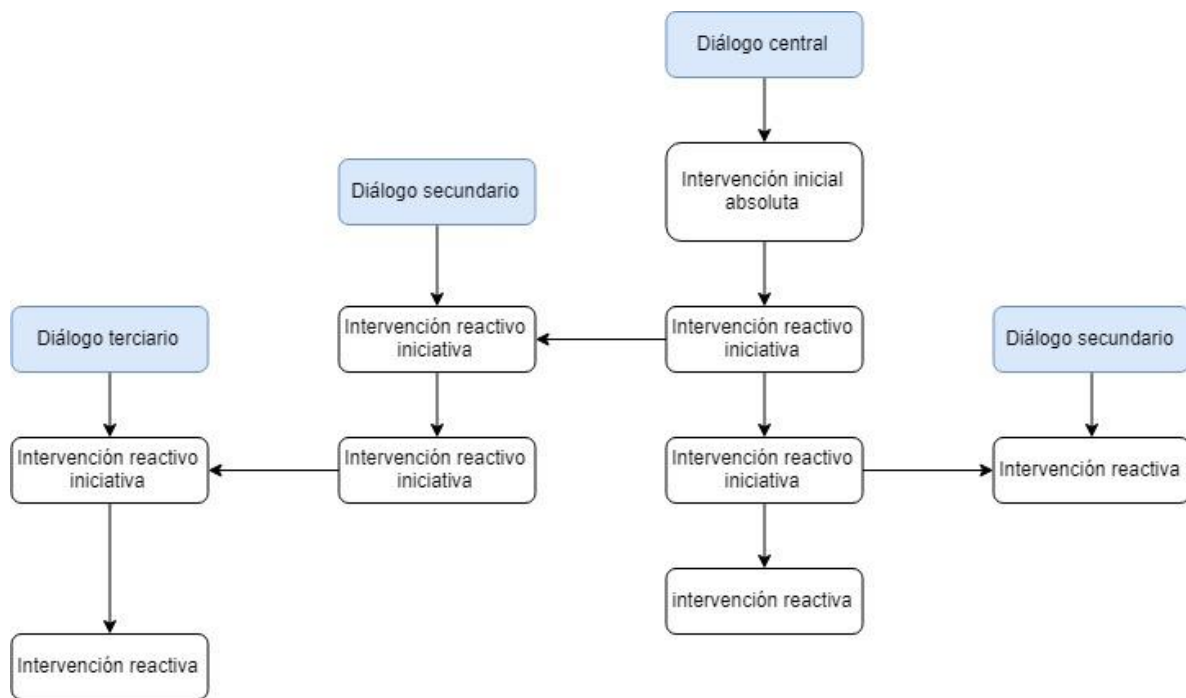 Diálogo central
Intervención inicial
absoluta
Diálogo secundario
Diálogo terciario
Intervención reactivo
iniciativa
Intervención reactivo
iniciativa
Diálogo secundario
Intervención reactivo
iniciativa
Intervención reactivo
iniciativa
Intervención reactivo
iniciativa
Intervención reactiva
intervención reactiva
Intervención reactiva